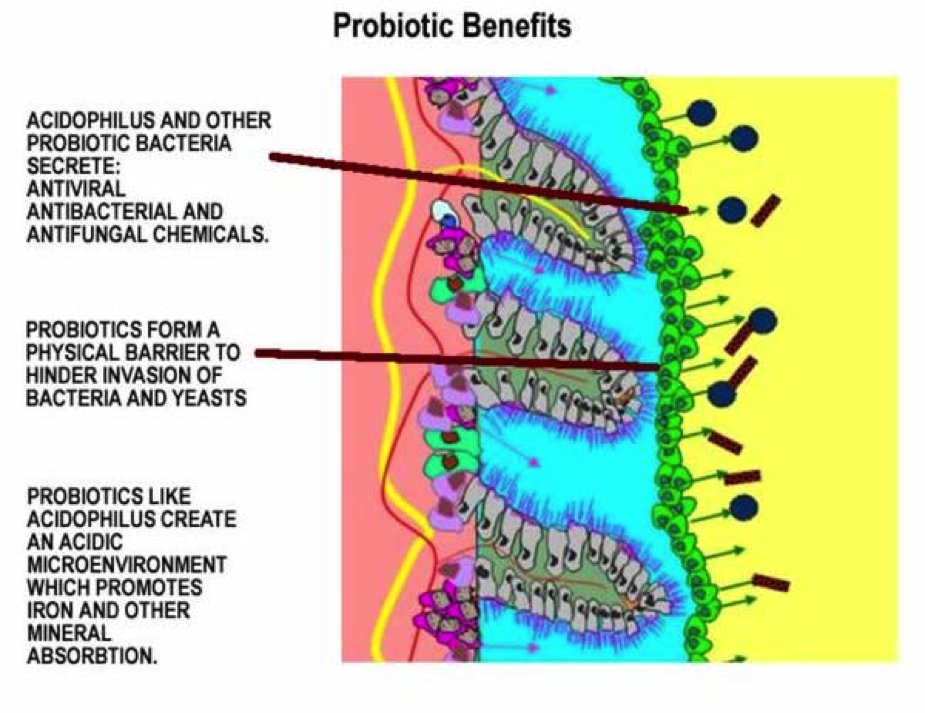 Probiotic Benefits
ACIDOPHILUS AND OTHER
PROBIOTIC BACTERIA
SECRETE:
ANTIVIRAL
ANTIBACTERIAL AND
ANTIFUNGAL CHEMICALS.
PROBIOTICS FORM A
PHYSICAL BARRIER TO
HINDER INVASION OF
BACTERIA AND YEASTS
PROBIOTICS LIKE
ACIDOPHILUS CREATE
AN ACIDIC
MICROENVIRONMENT
WHICH PROMOTES
IRON AND OTHER
MINERAL
ABSORBTION.